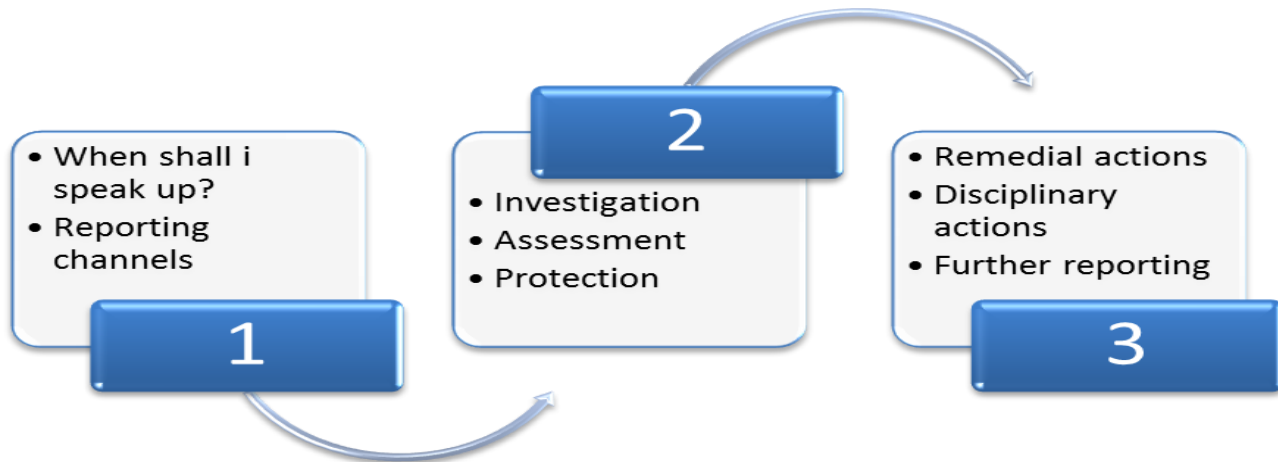 • When shall i
speak up?
• Reporting
channels
1
2
• Investigation
• Assessment
• Protection
• Remedial actions
• Disciplinary
actions
• Further reporting
3